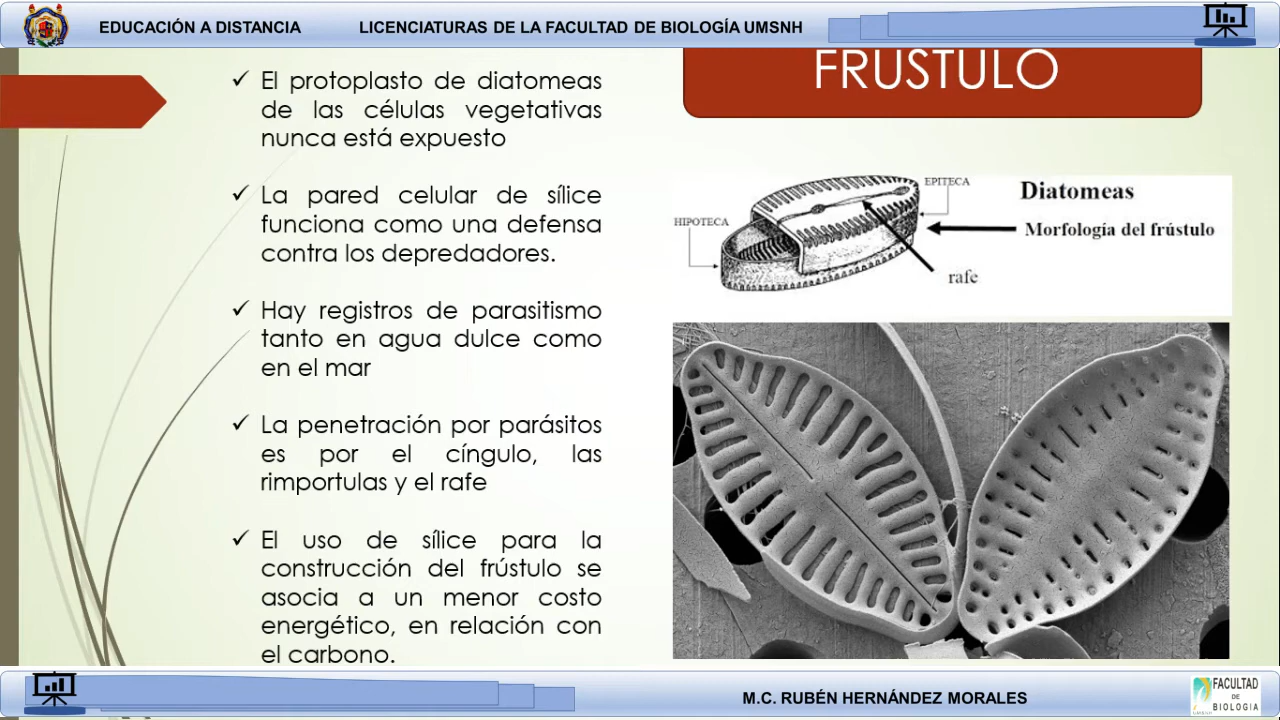 EDUCACIÓN A DISTANCIA
LICENCIATURAS DE LA FACULTAD DE BIOLOGÍA UMSNH
FRÚSTULO
✓ El protoplasto de diatomeas
de las células vegetativas
nunca está expuesto
✓ La pared celular de sílice
funciona como una defensa
contra los depredadores.
✓ Hay registros de parasitismo
tanto en agua dulce como
en el mar
✓ La penetración por parásitos
es por el cíngulo, las
rimportulas y el rafe
✓ El uso de sílice para la
construcción del frústulo se
asocia a un menor costo
energético, en relación con
el carbono.
EPITECA
HIPOTECA
Diatomeas
Morfología del frústulo
rafe
M.C. RUBÉN HERNÁNDEZ MORALES
FACULTAD
DE
BIOLOGIA